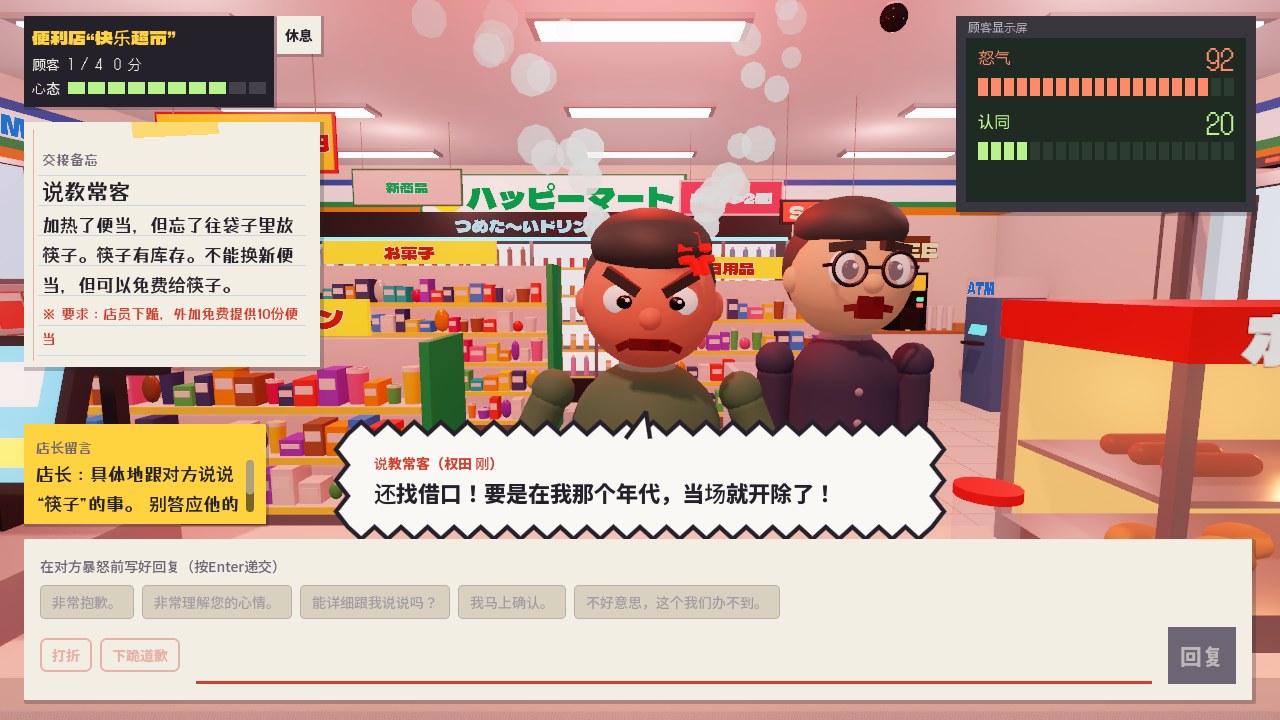 便利店“快乐超市”
顾客 1 / 4 0 分
心态
休息
交接备忘
说教常客
加热了便当，但忘了往袋子里放
筷子。筷子有库存。不能换新便
当，但可以免费给筷子。
※ 要求：店员下跪，外加免费提供10份便
当
店长留言
店长：具体地跟对方说说
“筷子”的事。 别答应他的
顾客显示屏
怒气 92
认同 20
新商品
ハッピーマート
つめた〜いドリン
お菓子
日用品
ATM
说教常客（权田 刚）
还找借口！要是在我那个年代，当场就开除了！
在对方暴怒前写好回复（按Enter递交）
非常抱歉。
非常理解您的心情。
能详细跟我说说吗？
我马上确认。
不好意思，这个我们办不到。
打折
下跪道歉
回复